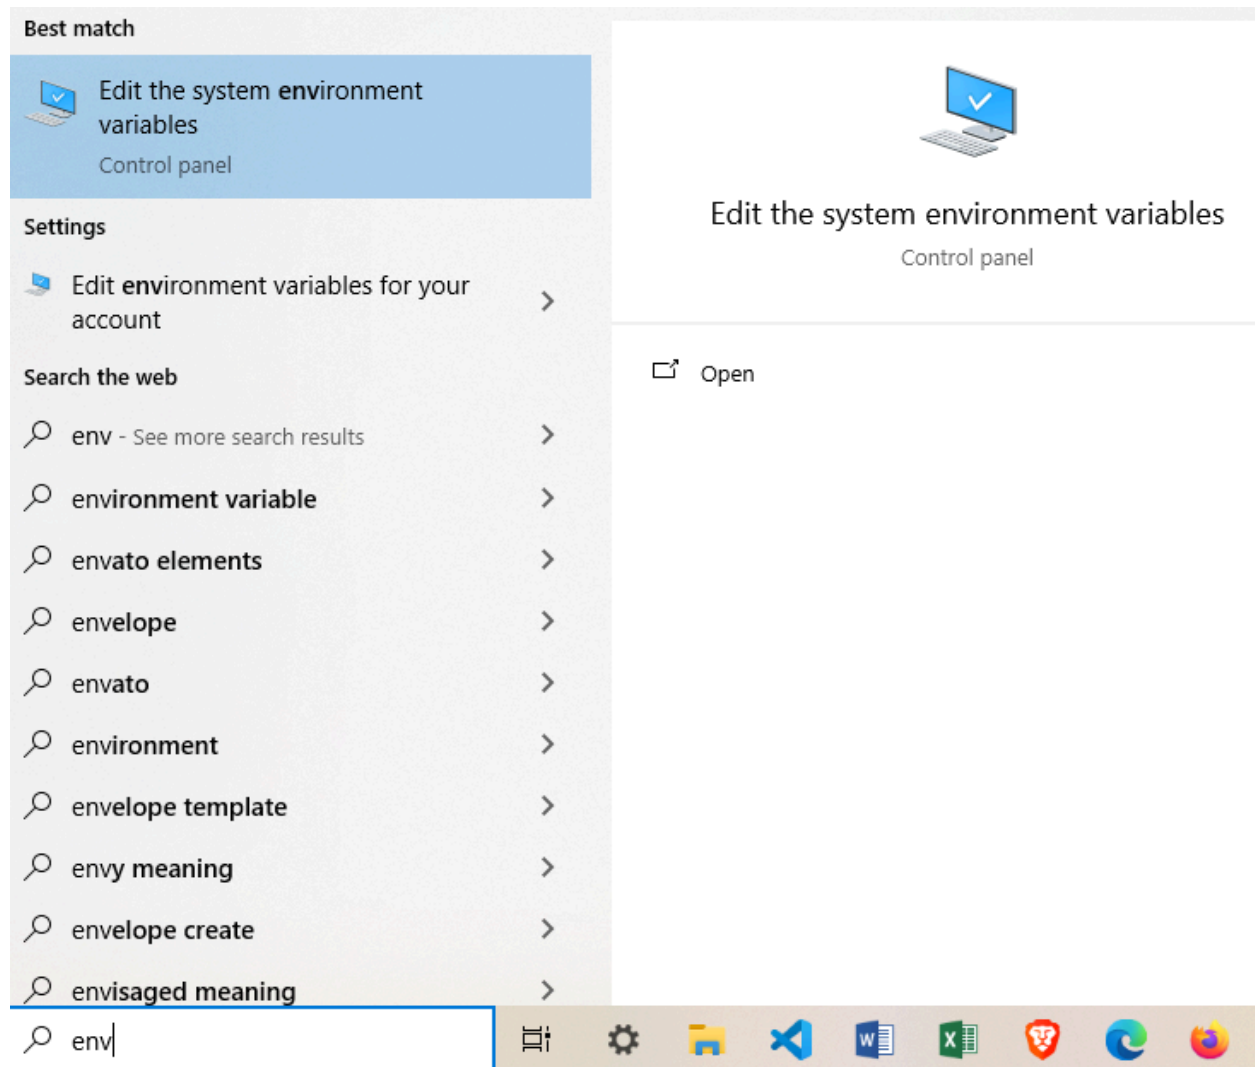 Best match
Edit the system environment
variables
Control panel
Settings
Edit environment variables for your
account
Search the web
env - See more search results
environment variable
envato elements
envelope
envato
environment
envelope template
envy meaning
envelope create
envisaged meaning
env
Edit the system environment variables
Control panel
Open